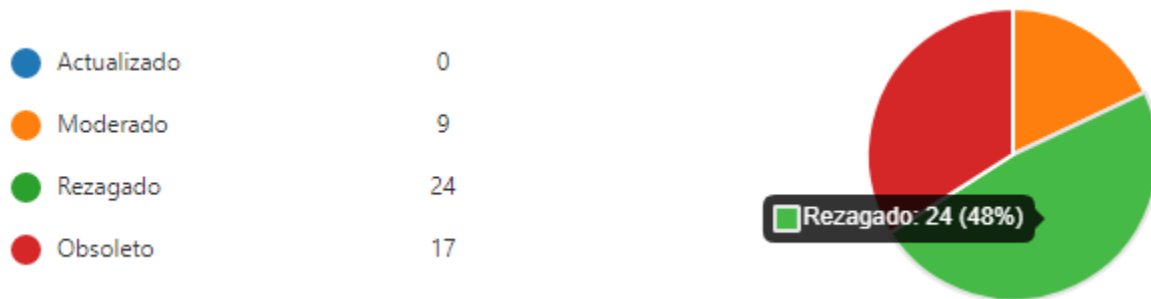 Actualizado 0
Moderado 9
Rezagado 24
Rezagado: 24 (48%)
Obsoleto 17